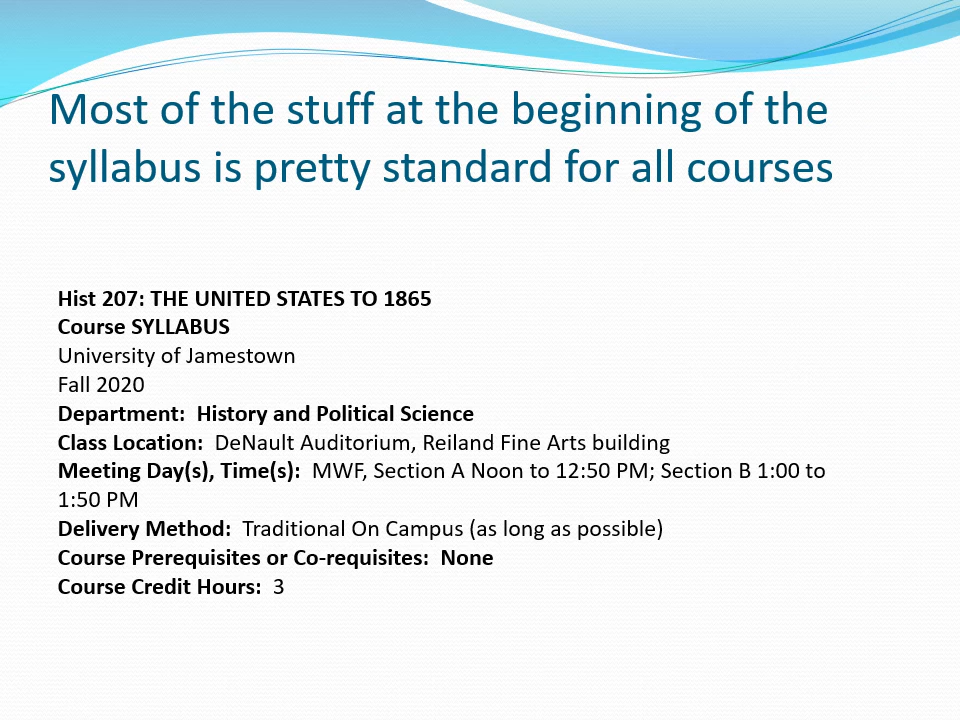 Most of the stuff at the beginning of the
syllabus is pretty standard for all courses
Hist 207: THE UNITED STATES TO 1865
Course SYLLABUS
University of Jamestown
Fall 2020
Department:  History and Political Science
Class Location:  DeNault Auditorium, Reiland Fine Arts building
Meeting Day(s), Time(s):  MWF, Section A Noon to 12:50 PM; Section B 1:00 to
1:50 PM
Delivery Method:  Traditional On Campus (as long as possible)
Course Prerequisites or Co-requisites:  None
Course Credit Hours:  3